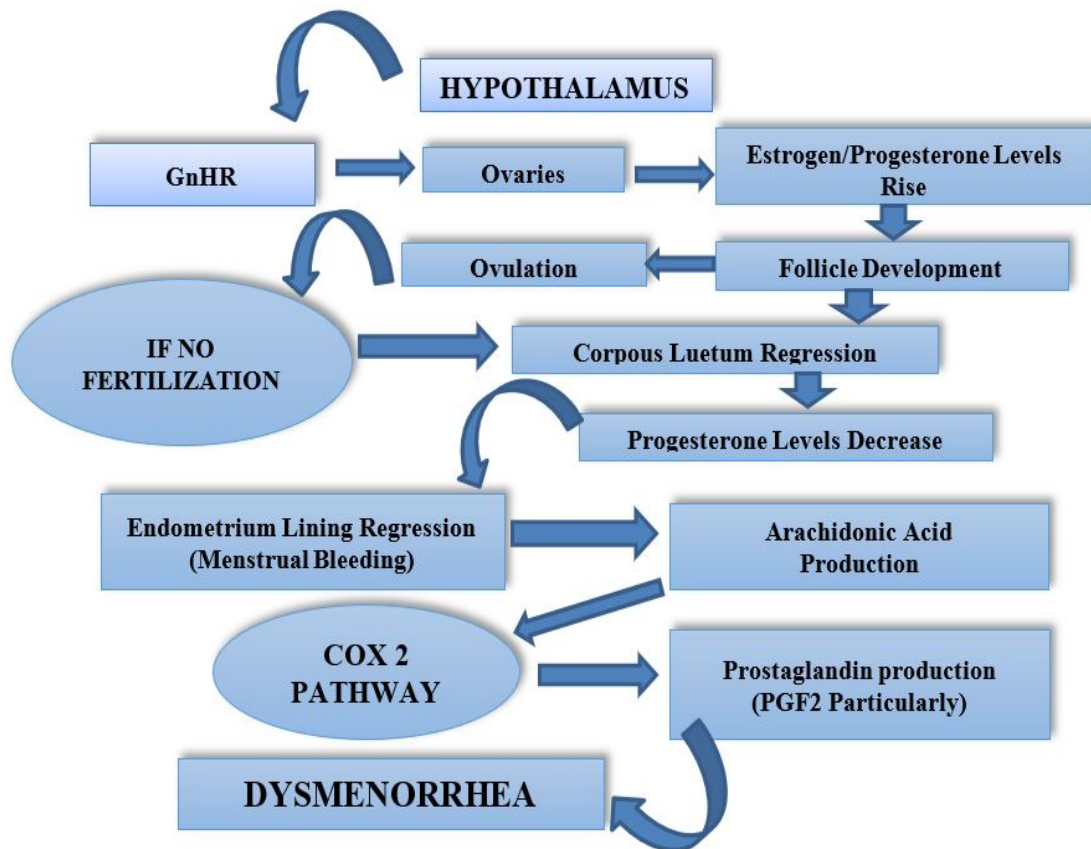 HYPOTHALAMUS
GnHR
Ovaries
Estrogen/Progesterone Levels
Rise
Ovulation
Follicle Development
IF NO
FERTILIZATION
Corpous Luetum Regression
Progesterone Levels Decrease
Endometrium Lining Regression
(Menstrual Bleeding)
Arachidonic Acid
Production
COX 2
PATHWAY
Prostaglandin production
(PGF2 Particularly)
DYSMENORRHEA